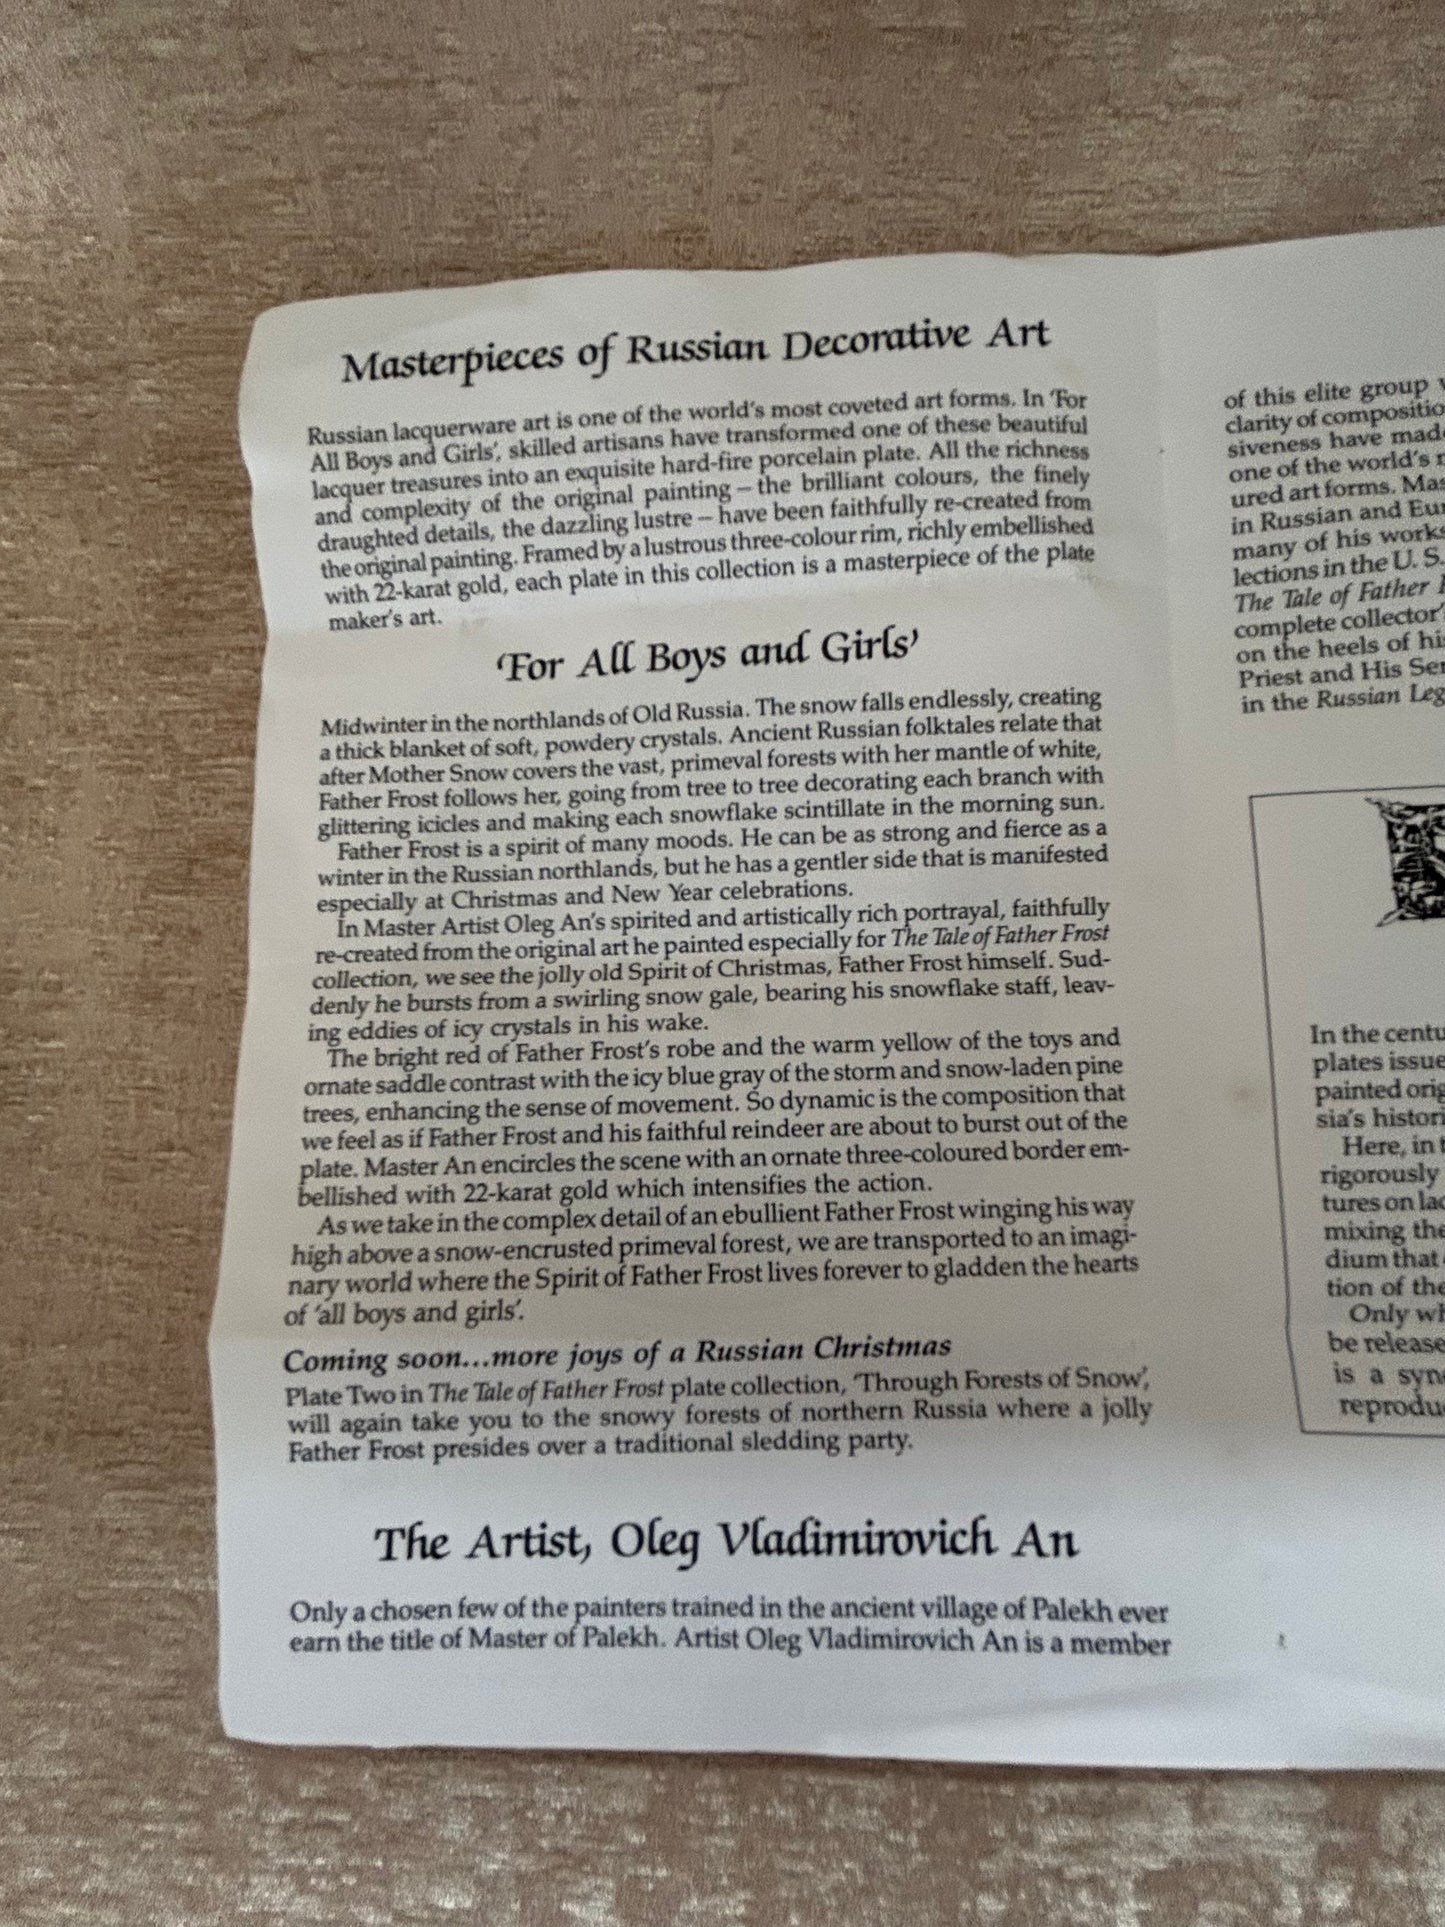 Masterpieces of Russian Decorative Art
Russian lacquerware art is one of the world's most coveted art forms. In 'For
All Boys and Girls', skilled artisans have transformed one of these beautiful
lacquer treasures into an exquisite hard-fire porcelain plate. All the richness
and complexity of the original painting – the brilliant colours, the finely
draughted details, the dazzling lustre – have been faithfully re-created from
the original painting. Framed by a lustrous three-colour rim, richly embellished
with 22-karat gold, each plate in this collection is a masterpiece of the plate
maker's art.
'For All Boys and Girls'
Midwinter in the northlands of Old Russia. The snow falls endlessly, creating
a thick blanket of soft, powdery crystals. Ancient Russian folktales relate that
after Mother Snow covers the vast, primeval forests with her mantle of white,
Father Frost follows her, going from tree to tree decorating each branch with
glittering icicles and making each snowflake scintillate in the morning sun.
Father Frost is a spirit of many moods. He can be as strong and fierce as a
winter in the Russian northlands, but he has a gentler side that is manifested
especially at Christmas and New Year celebrations.
In Master Artist Oleg An's spirited and artistically rich portrayal, faithfully
re-created from the original art he painted especially for The Tale of Father Frost
collection, we see the jolly old Spirit of Christmas, Father Frost himself. Sud-
denly he bursts from a swirling snow gale, bearing his snowflake staff, leav-
ing eddies of icy crystals in his wake.
The bright red of Father Frost's robe and the warm yellow of the toys and
ornate saddle contrast with the icy blue gray of the storm and snow-laden pine
trees, enhancing the sense of movement. So dynamic is the composition that
we feel as if Father Frost and his faithful reindeer are about to burst out of the
plate. Master An encircles the scene with an ornate three-coloured border em-
bellished with 22-karat gold which intensifies the action.
As we take in the complex detail of an ebullient Father Frost winging his way
high above a snow-encrusted primeval forest, we are transported to an imagi-
nary world where the Spirit of Father Frost lives forever to gladden the hearts
of 'all boys and girls'.
Coming soon...more joys of a Russian Christmas
Plate Two in The Tale of Father Frost plate collection, 'Through Forests of Snow',
will again take you to the snowy forests of northern Russia where a jolly
Father Frost presides over a traditional sledding party.
The Artist, Oleg Vladimirovich An
Only a chosen few of the painters trained in the ancient village of Palekh ever
earn the title of Master of Palekh. Artist Oleg Vladimirovich An is a member
of this elite group
clarity of compositio
siveness have made
one of the world's
ured art forms. Mas
in Russian and Eur
many of his works
lections in the U. S.
The Tale of Father
complete collector'
on the heels of hi
Priest and His Ser
in the Russian Leg
In the centu
plates issue
painted orig
sia's histori
Here, in t
rigorously
tures on lac
mixing the
dium that
tion of the
Only wh
be release
is a syn
reprodu